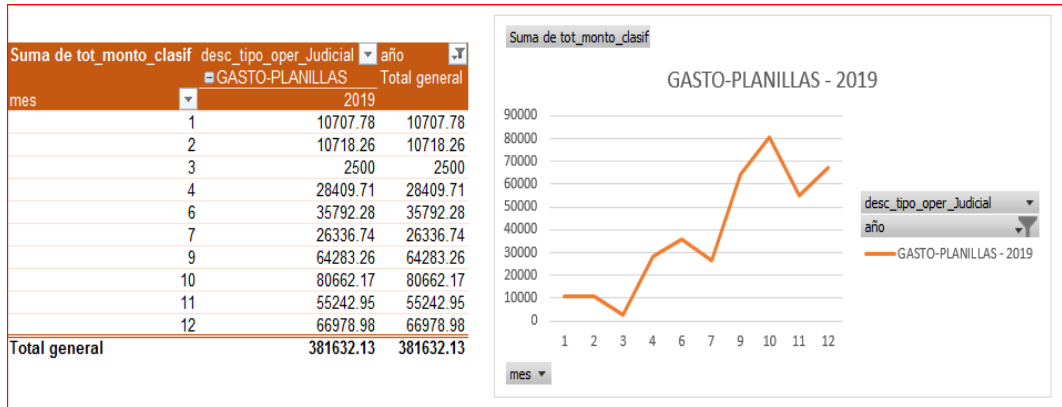 Suma de tot_monto_clasif desc_tipo_oper_Judicial año
GASTO-PLANILLAS Total general
mes 2019
1 10707.78 10707.78
2 10718.26 10718.26
3 2500 2500
4 28409.71 28409.71
6 35792.28 35792.28
7 26336.74 26336.74
9 64283.26 64283.26
10 80662.17 80662.17
11 55242.95 55242.95
12 66978.98 66978.98
Total general 381632.13 381632.13
Suma de tot_monto_clasif
GASTO-PLANILLAS - 2019
90000
80000
70000
60000
50000
40000
30000
20000
10000
0
1 2 3 4 6 7 9 10 11 12
desc_tipo_oper_Judicial
año
GASTO-PLANILLAS - 2019
mes